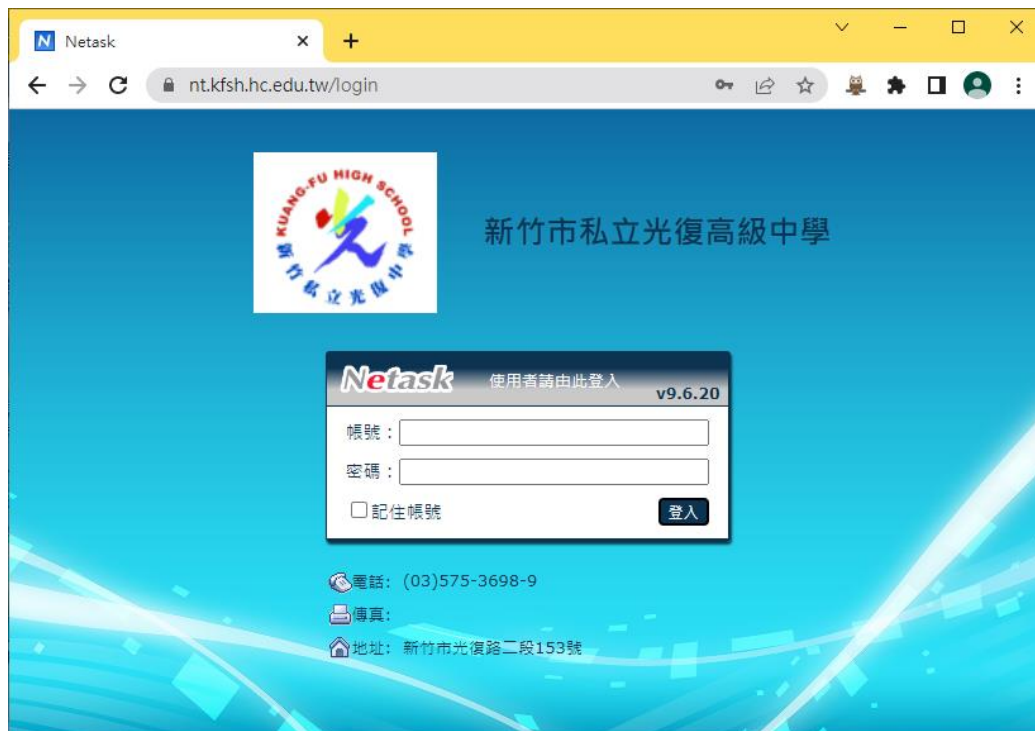 N Netask
nt.kfsh.hc.edu.tw/login
KUANG-FU HIGH SCHOOL
光
新竹私立光復中學
新竹市私立光復高級中學
Netask 使用者請由此登入 v9.6.20
帳號：
密碼：
記住帳號 登入
電話: (03)575-3698-9
傳真:
地址: 新竹市光復路二段153號